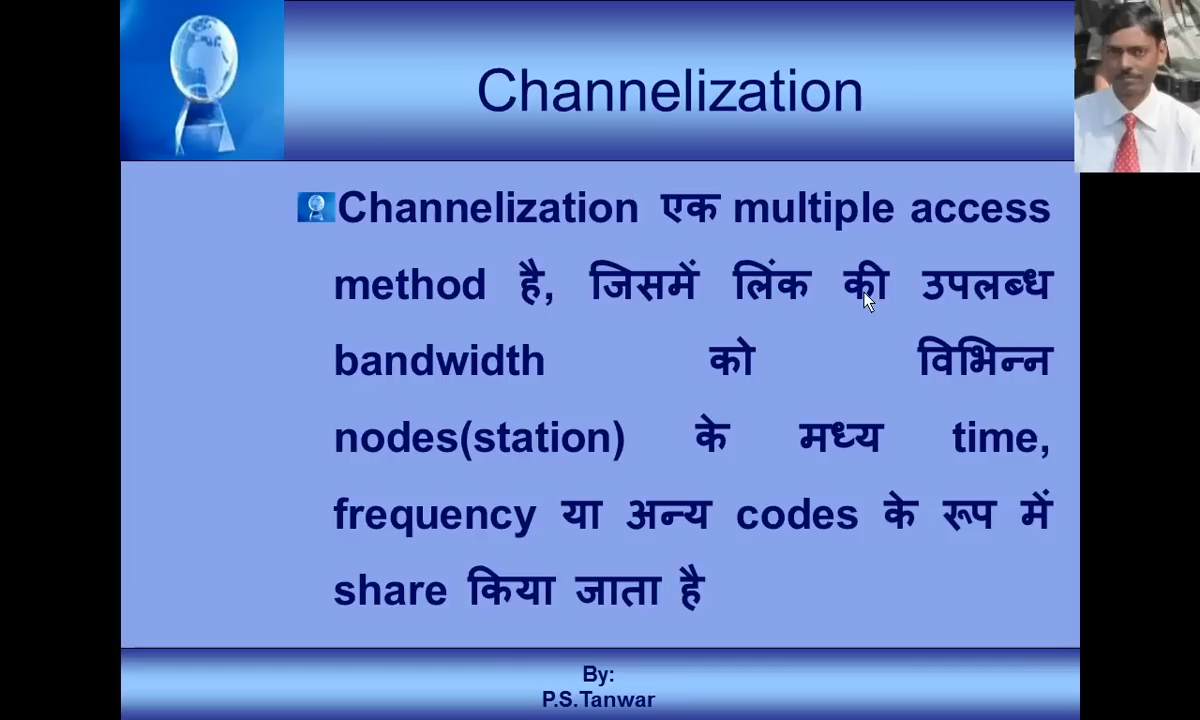 Channelization
Channelization एक multiple access
method है, जिसमें लिंक की उपलब्ध
bandwidth को विभिन्न
nodes(station) के मध्य time,
frequency या अन्य codes के रूप में
share किया जाता है
By:
P.S.Tanwar